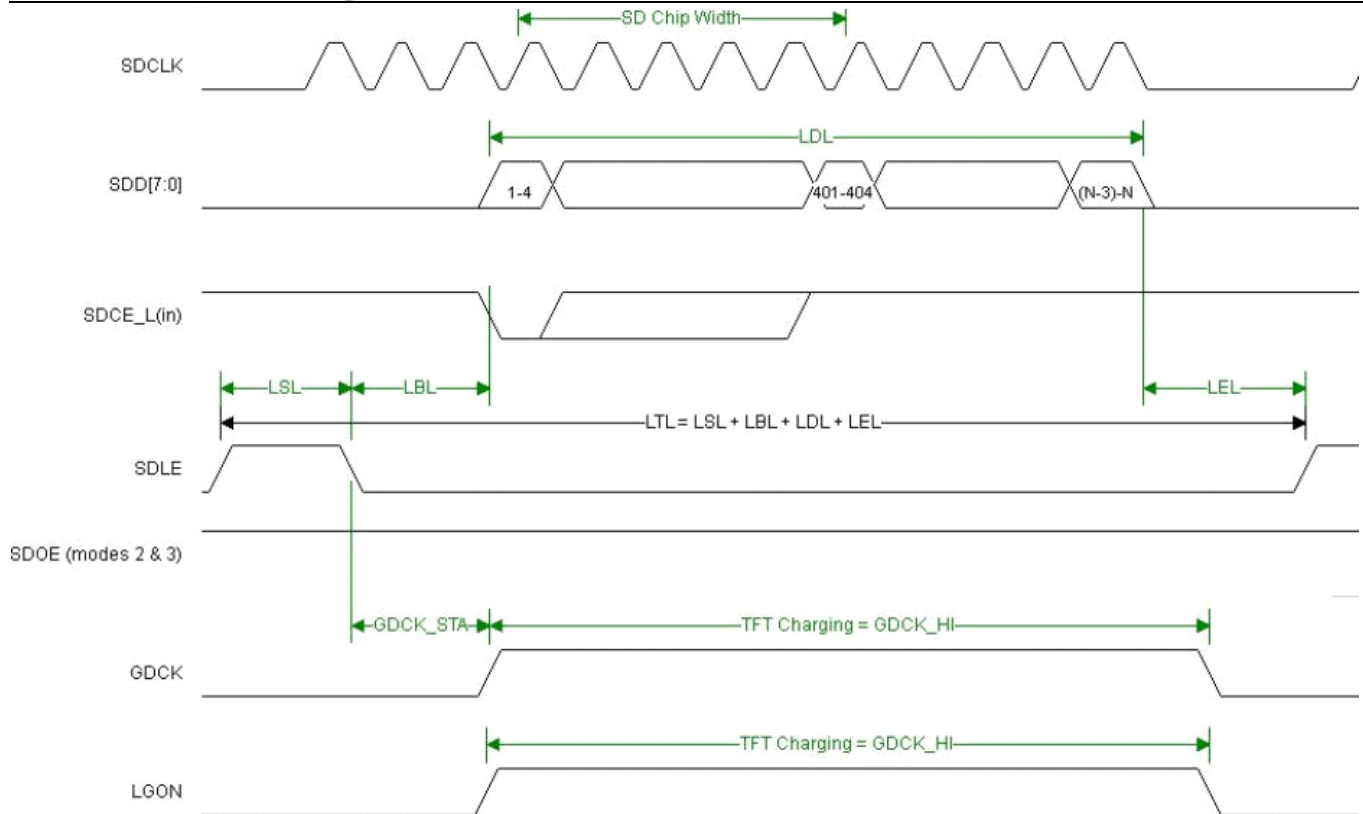 SD Chip Width
SDCLK
LDL
SDD[7:0]
1-4
401-404
(N-3)-N
SDCE_L(in)
LSL
LBL
LEL
LTL= LSL + LBL + LDL + LEL
SDLE
SDOE (modes 2 & 3)
GDCK_STA
TFT Charging = GDCK_HI
GDCK
TFT Charging = GDCK_HI
LGON